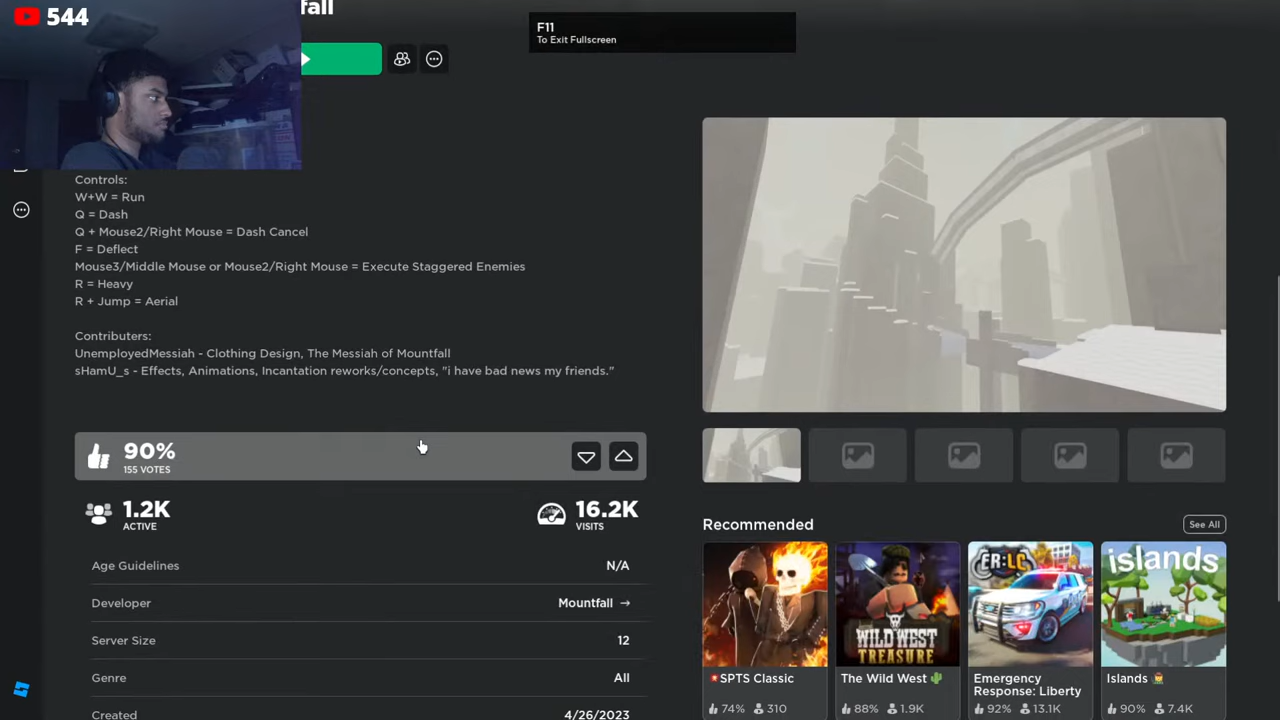 544
fall
F11
To Exit Fullscreen
Controls:
W+W = Run
Q = Dash
Q + Mouse2/Right Mouse = Dash Cancel
F = Deflect
Mouse3/Middle Mouse or Mouse2/Right Mouse = Execute Staggered Enemies
R = Heavy
R + Jump = Aerial
Contributers:
UnemployedMessiah - Clothing Design, The Messiah of Mountfall
sHamU_s - Effects, Animations, Incantation reworks/concepts, "i have bad news my friends."
90%
155 VOTES
1.2K
ACTIVE
16.2K
VISITS
Age Guidelines N/A
Developer Mountfall →
Server Size 12
Genre All
Created 4/26/2023
Recommended
See All
SPTS Classic
74% 310
WILD WEST
TREASURE
The Wild West
88% 1.9K
ER:LC
Emergency
Response: Liberty
92% 13.1K
islands
Islands
90% 7.4K